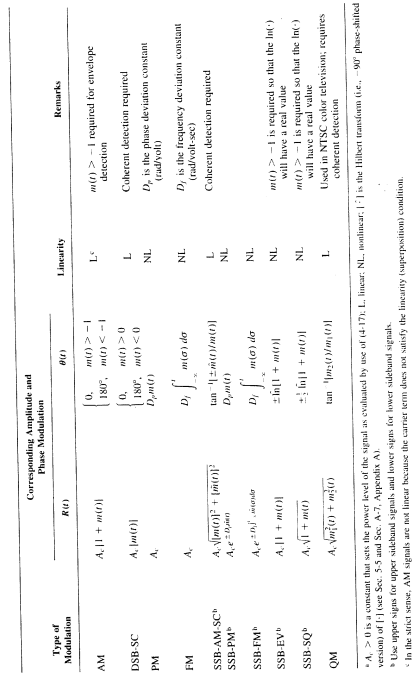 Corresponding Amplitude and
Phase Modulation
Type of
Modulation R(t) θ(t) Linearity Remarks
AM A_c|1 + m(t)| { 0, m(t) > −1 L^c m(t) > −1 required for envelope
180°, m(t) < −1 detection
DSB-SC A_c|m(t)| { 0, m(t) > 0 L Coherent detection required
180°, m(t) < 0
PM A_c D_p m(t) NL D_p is the phase deviation constant
(rad/volt)
FM A_c D_f ∫_{−∞}^{t} m(σ) dσ NL D_f is the frequency deviation constant
(rad/volt-sec)
SSB-AM-SC^b A_c √([m(t)]² + [m̂(t)]²) tan⁻¹[±m̂(t)/m(t)] L Coherent detection required
SSB-PM^b A_c e^{±D_p m̂(t)} D_p m(t) NL
SSB-FM^b A_c e^{±D_f ∫_{−∞}^{t} m̂(σ)dσ} D_f ∫_{−∞}^{t} m(σ) dσ NL
SSB-EV^b A_c|1 + m(t)| ± l̂n[1 + m(t)] NL m(t) > −1 is required so that the ln(·)
will have a real value
SSB-SQ^b A_c √(1 + m(t)) ± ½ l̂n[1 + m(t)] NL m(t) > −1 is required so that the ln(·)
will have a real value
QM A_c √(m₁²(t) + m₂²(t)) tan⁻¹[m₂(t)/m₁(t)] L Used in NTSC color television; requires
coherent detection
^a A_c > 0 is a constant that sets the power level of the signal as evaluated by use of (4-17); L, linear; NL, nonlinear; [ ˆ ] is the Hilbert transform (i.e., −90° phase-shifted
version) of [·] (see Sec. 5-5 and Sec. A-7, Appendix A).
^b Use upper signs for upper sideband signals and lower signs for lower sideband signals.
^c In the strict sense, AM signals are not linear because the carrier term does not satisfy the linearity (superposition) condition.